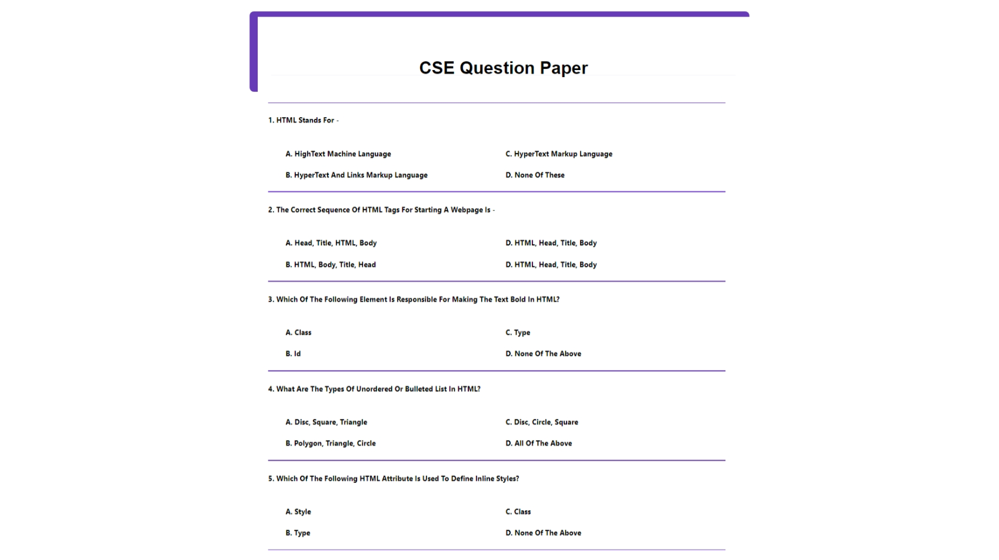 CSE Question Paper
1. HTML Stands For -
A. HighText Machine Language
C. HyperText Markup Language
B. HyperText And Links Markup Language
D. None Of These
2. The Correct Sequence Of HTML Tags For Starting A Webpage Is -
A. Head, Title, HTML, Body
D. HTML, Head, Title, Body
B. HTML, Body, Title, Head
D. HTML, Head, Title, Body
3. Which Of The Following Element Is Responsible For Making The Text Bold In HTML?
A. Class
C. Type
B. Id
D. None Of The Above
4. What Are The Types Of Unordered Or Bulleted List In HTML?
A. Disc, Square, Triangle
C. Disc, Circle, Square
B. Polygon, Triangle, Circle
D. All Of The Above
5. Which Of The Following HTML Attribute Is Used To Define Inline Styles?
A. Style
C. Class
B. Type
D. None Of The Above